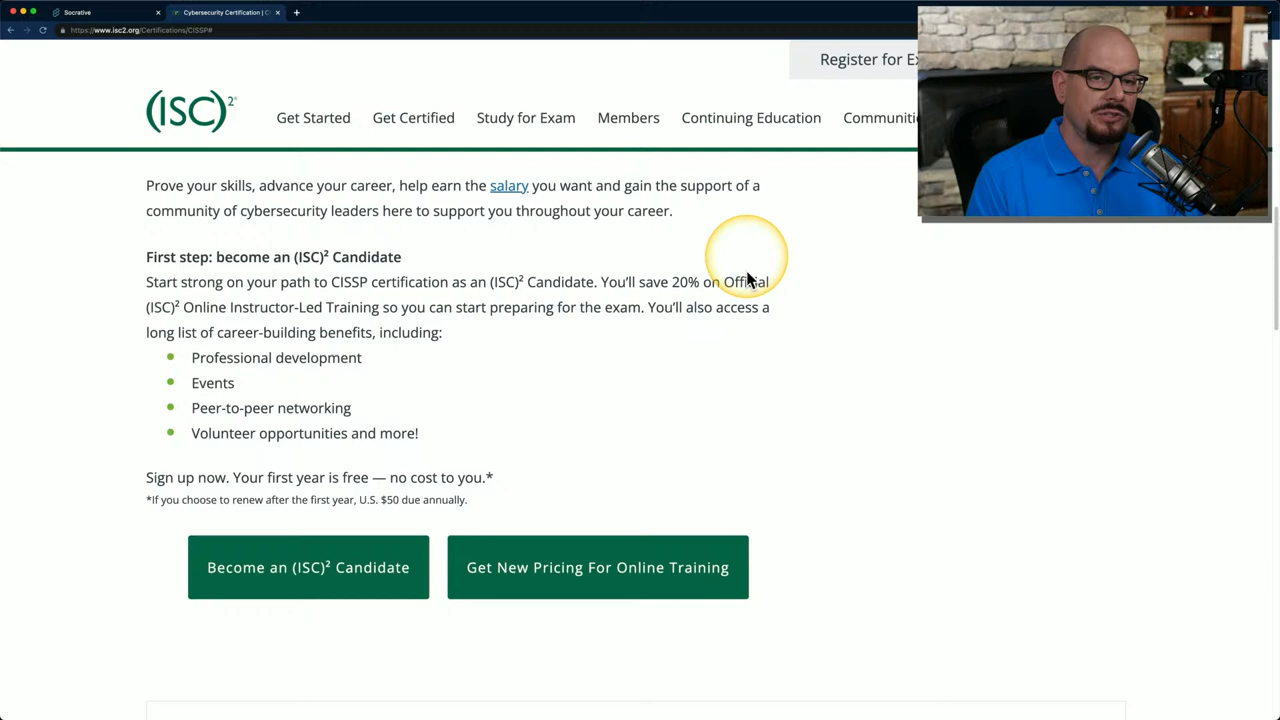 Socrative
Cybersecurity Certification | C
https://www.isc2.org/Certifications/CISSP#
Register for Ex
(ISC)²
Get Started Get Certified Study for Exam Members Continuing Education Communitie
Prove your skills, advance your career, help earn the salary you want and gain the support of a
community of cybersecurity leaders here to support you throughout your career.
First step: become an (ISC)² Candidate
Start strong on your path to CISSP certification as an (ISC)² Candidate. You’ll save 20% on Official
(ISC)² Online Instructor-Led Training so you can start preparing for the exam. You’ll also access a
long list of career-building benefits, including:
Professional development
Events
Peer-to-peer networking
Volunteer opportunities and more!
Sign up now. Your first year is free — no cost to you.*
*If you choose to renew after the first year, U.S. $50 due annually.
Become an (ISC)² Candidate Get New Pricing For Online Training